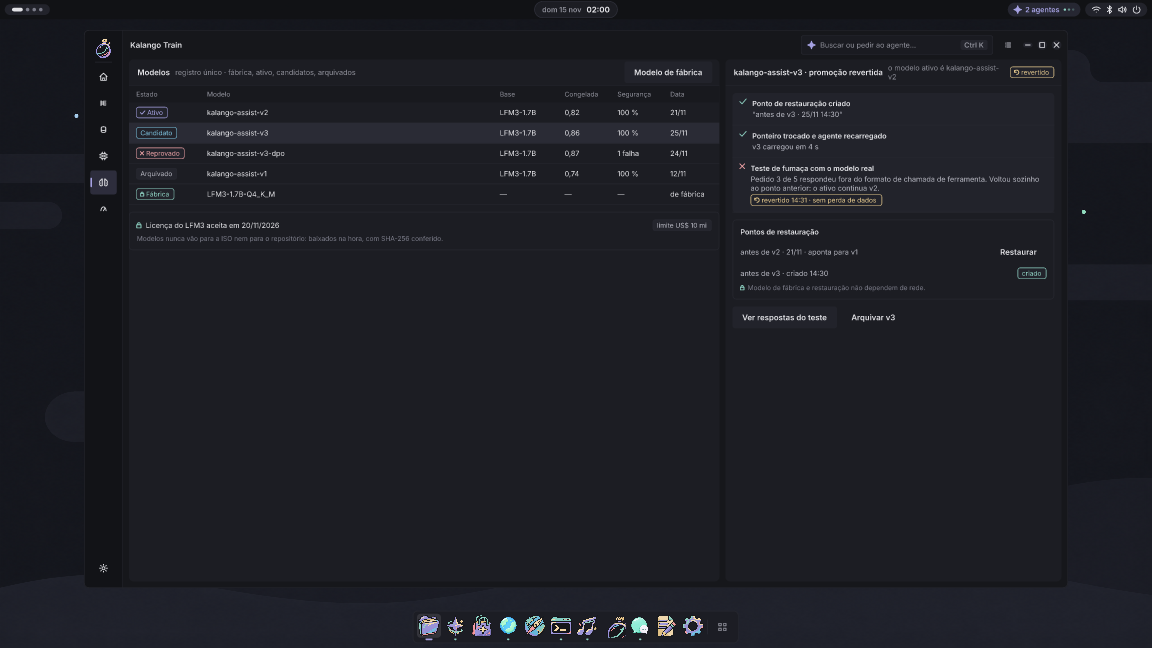 dom 15 nov 02:00
2 agentes
Kalango Train
Buscar ou pedir ao agente... Ctrl K
Modelos registro único · fábrica, ativo, candidatos, arquivados
Modelo de fábrica
Estado Modelo Base Congelada Segurança Data
Ativo kalango-assist-v2 LFM3-1.7B 0,82 100 % 21/11
Candidato kalango-assist-v3 LFM3-1.7B 0,86 100 % 25/11
Reprovado kalango-assist-v3-dpo LFM3-1.7B 0,87 1 falha 24/11
Arquivado kalango-assist-v1 LFM3-1.7B 0,74 100 % 12/11
Fábrica LFM3-1.7B-Q4_K_M — — — de fábrica
Licença do LFM3 aceita em 20/11/2026
limite US$ 10 mi
Modelos nunca vão para a ISO nem para o repositório: baixados na hora, com SHA-256 conferido.
kalango-assist-v3 · promoção revertida
o modelo ativo é kalango-assist-
v2
revertido
Ponto de restauração criado
"antes de v3 · 25/11 14:30"
Ponteiro trocado e agente recarregado
v3 carregou em 4 s
Teste de fumaça com o modelo real
Pedido 3 de 5 respondeu fora do formato de chamada de ferramenta. Voltou sozinho
ao ponto anterior: o ativo continua v2.
revertido 14:31 · sem perda de dados
Pontos de restauração
antes de v2 · 21/11 · aponta para v1 Restaurar
antes de v3 · criado 14:30 criado
Modelo de fábrica e restauração não dependem de rede.
Ver respostas do teste Arquivar v3